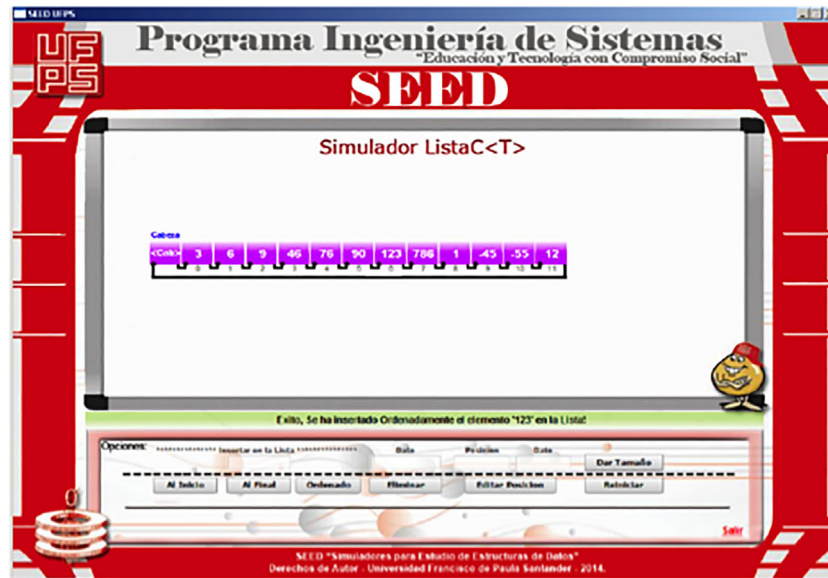 SEED UFPS
UF
PS
Programa Ingeniería de Sistemas
"Educación y Tecnología con Compromiso Social"
SEED
Simulador ListaC<T>
Cabeza
<Cab> 3 6 9 46 76 90 123 786 1 -45 -55 12
0 1 2 3 4 5 6 7 8 9 10 11
Exito, Se ha insertado Ordenadamente el elemento '123' en la Lista!
Opciones: Insertar en la Lista Dato Posicion Dato
Dar Tamaño
Al Inicio Al Final Ordenado Eliminar Editar Posicion Reiniciar
Salir
SEED "Simuladores para Estudio de Estructuras de Datos"
Derechos de Autor - Universidad Francisco de Paula Santander - 2014.